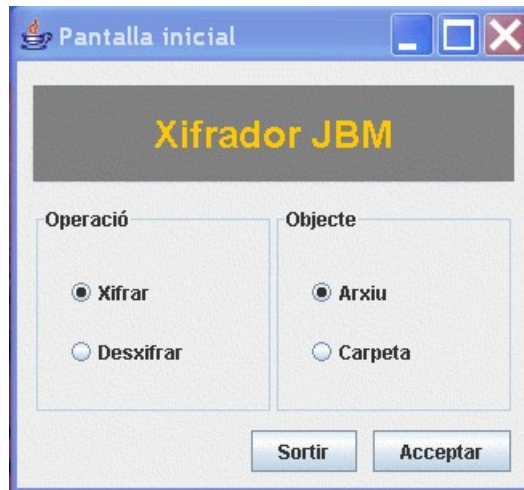 Pantalla inicial
Xifrador JBM
Operació
Objecte
Xifrar
Arxiu
Desxifrar
Carpeta
Sortir
Acceptar